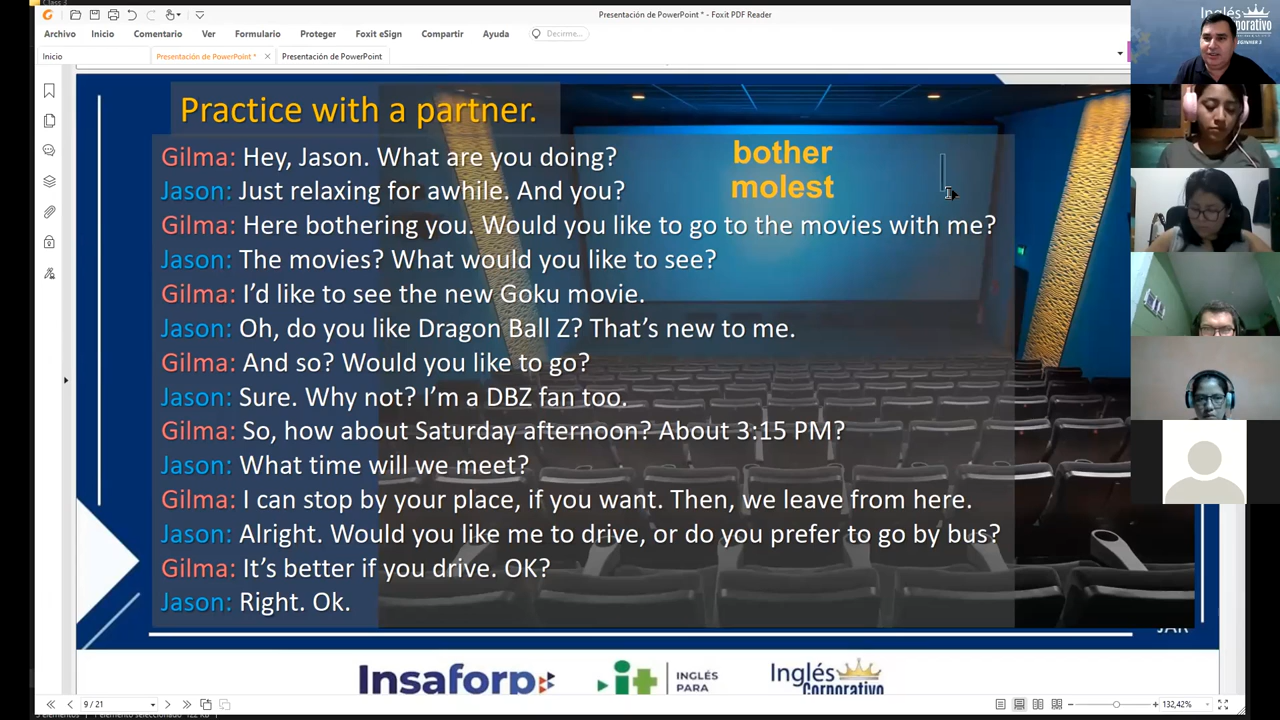 Presentación de PowerPoint * - Foxit PDF Reader
Archivo Inicio Comentario Ver Formulario Proteger Foxit eSign Compartir Ayuda Decirme...
Inicio Presentación de PowerPoint * Presentación de PowerPoint
Inglés
Corporativo
Practice with a partner.
bother
molest
Gilma: Hey, Jason. What are you doing?
Jason: Just relaxing for awhile. And you?
Gilma: Here bothering you. Would you like to go to the movies with me?
Jason: The movies? What would you like to see?
Gilma: I'd like to see the new Goku movie.
Jason: Oh, do you like Dragon Ball Z? That's new to me.
Gilma: And so? Would you like to go?
Jason: Sure. Why not? I'm a DBZ fan too.
Gilma: So, how about Saturday afternoon? About 3:15 PM?
Jason: What time will we meet?
Gilma: I can stop by your place, if you want. Then, we leave from here.
Jason: Alright. Would you like me to drive, or do you prefer to go by bus?
Gilma: It's better if you drive. OK?
Jason: Right. Ok.
Insaforp
it
INGLÉS
PARA
Inglés
Corporativo
9 / 21
132,42%